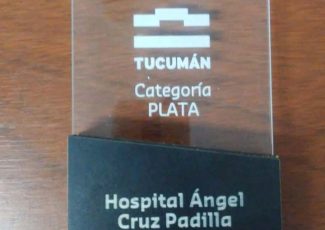 TUCUMÁN
Categoría
PLATA
Hospital Ángel
Cruz Padilla